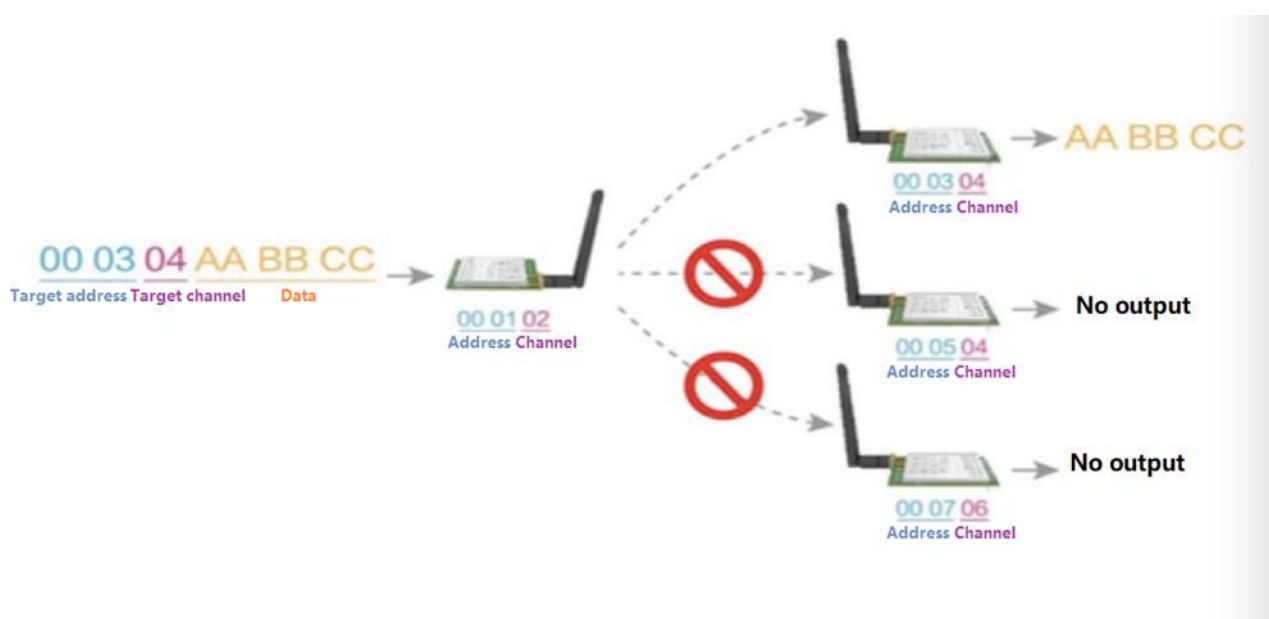 00 03 04 AA BB CC
Target address Target channel Data
00 01 02
Address Channel
AA BB CC
00 03 04
Address Channel
No output
00 05 04
Address Channel
No output
00 07 06
Address Channel